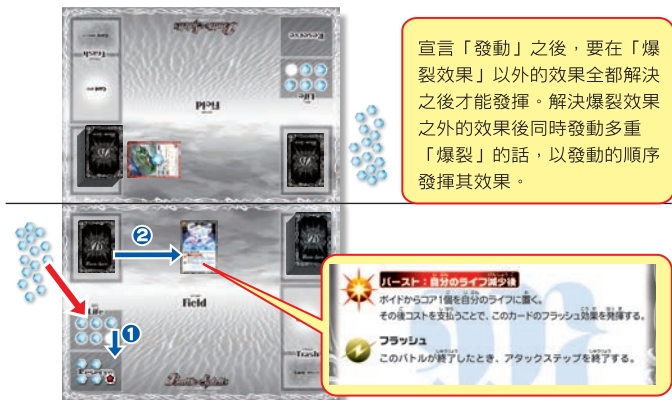 宣言「發動」之後，要在「爆
裂效果」以外的效果全都解決
之後才能發揮。解決爆裂效果
之外的效果後同時發動多重
「爆裂」的話，以發動的順序
發揮其效果。
Reserve
Battle Spirits
Trash
Life
Field
②
Field
Life
①
Reserve
Trash
Battle Spirits
バースト：自分のライフ減少後
ボイドからコア1個を自分のライフに置く。
その後コストを支払うことで、このカードのフラッシュ効果を発揮する。
フラッシュ
このバトルが終了したとき、アタックステップを終了する。